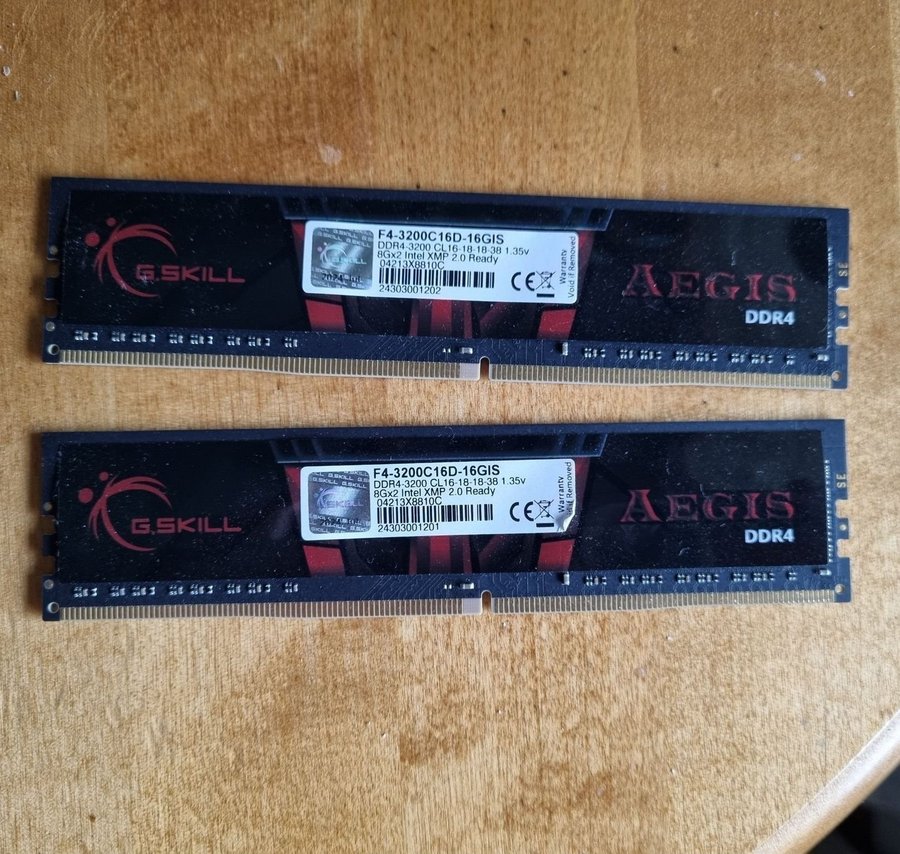 G.SKILL
F4-3200C16D-16GIS
DDR4-3200 CL16-18-18-38 1.35v
8Gx2 Intel XMP 2.0 Ready
04213X8810C
24303001202
CE
Warranty
Void if Removed
AEGIS
DDR4
SE
G.SKILL
F4-3200C16D-16GIS
DDR4-3200 CL16-18-18-38 1.35v
8Gx2 Intel XMP 2.0 Ready
04213X8810C
24303001201
CE
Warranty
Void if Removed
AEGIS
DDR4
SE